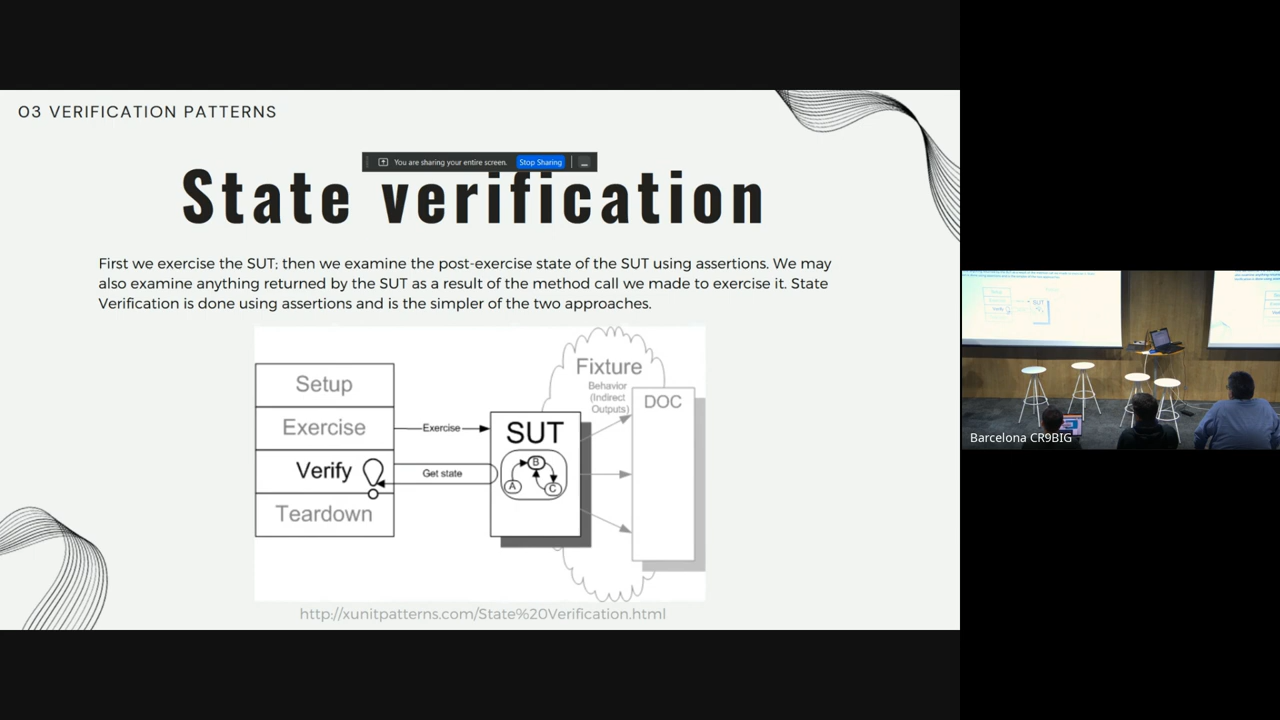 03 VERIFICATION PATTERNS
You are sharing your entire screen.
Stop Sharing
State verification
First we exercise the SUT; then we examine the post-exercise state of the SUT using assertions. We may
also examine anything returned by the SUT as a result of the method call we made to exercise it. State
Verification is done using assertions and is the simpler of the two approaches.
Setup
Exercise
Verify
Teardown
Exercise
Get state
SUT
A
B
C
Fixture
Behavior
(Indirect
Outputs)
DOC
http://xunitpatterns.com/State%20Verification.html
Barcelona CR9BIG